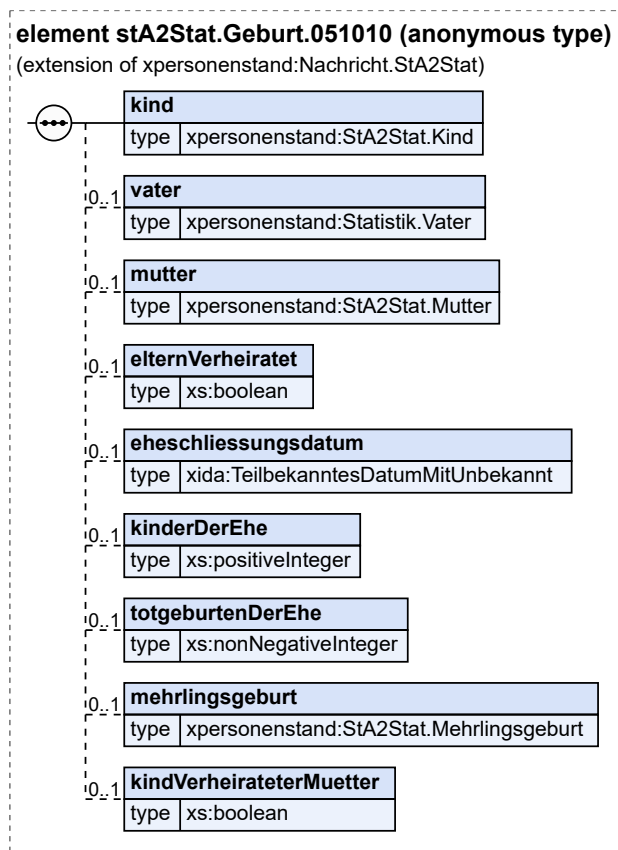 element stA2Stat.Geburt.051010 (anonymous type)
(extension of xpersonenstand:Nachricht.StA2Stat)
kind
type xpersonenstand:StA2Stat.Kind
0..1 vater
type xpersonenstand:Statistik.Vater
0..1 mutter
type xpersonenstand:StA2Stat.Mutter
0..1 elternVerheiratet
type xs:boolean
0..1 eheschliessungsdatum
type xida:TeilbekanntesDatumMitUnbekannt
0..1 kinderDerEhe
type xs:positiveInteger
0..1 totgeburtenDerEhe
type xs:nonNegativeInteger
0..1 mehrlingsgeburt
type xpersonenstand:StA2Stat.Mehrlingsgeburt
0..1 kindVerheirateterMuetter
type xs:boolean